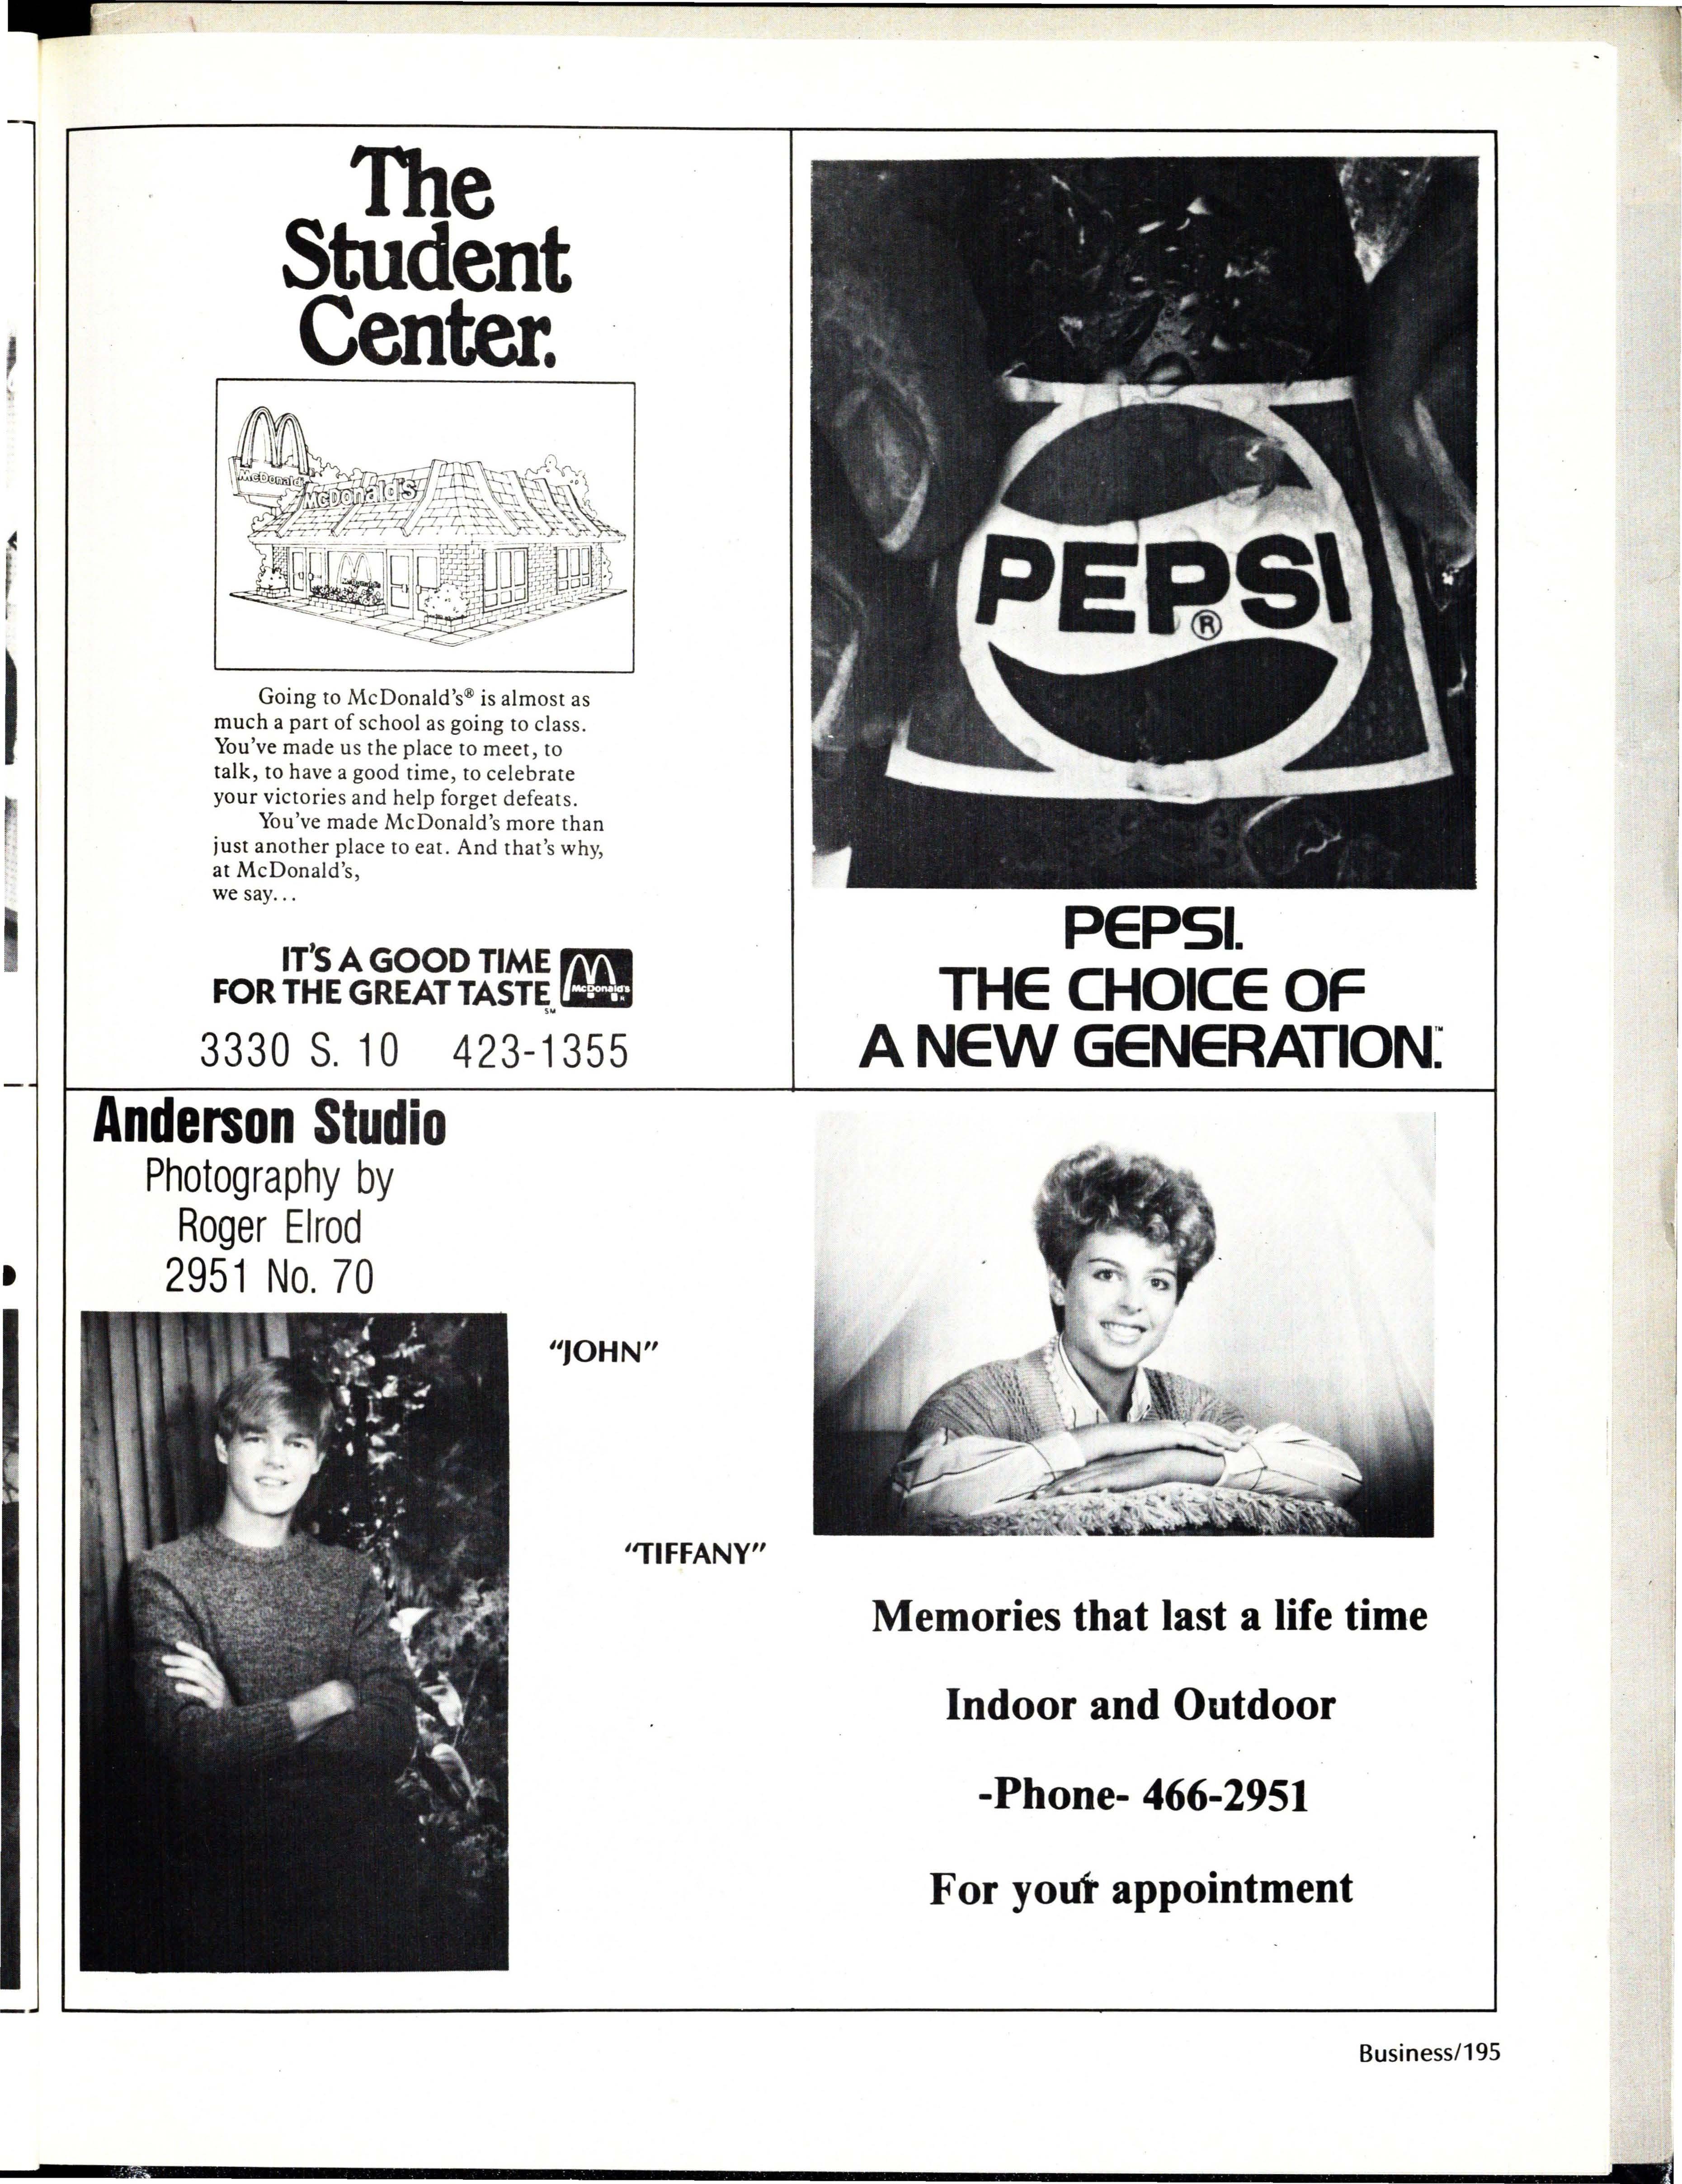 The
Student
Center.
McDonald's
McDonald's
McDonald's
Going to McDonald's® is almost as
much a part of school as going to class.
You've made us the place to meet, to
talk, to have a good time, to celebrate
your victories and help forget defeats.
You've made McDonald's more than
just another place to eat. And that's why,
at McDonald's,
we say...
IT'S A GOOD TIME
FOR THE GREAT TASTE SM
McDonald's
®
3330 S. 10 423-1355
PEPSI
®
PEPSI.
THE CHOICE OF
A NEW GENERATION.™
Anderson Studio
Photography by
Roger Elrod
2951 No. 70
"JOHN"
"TIFFANY"
Memories that last a life time
Indoor and Outdoor
-Phone- 466-2951
For your appointment
Business/195